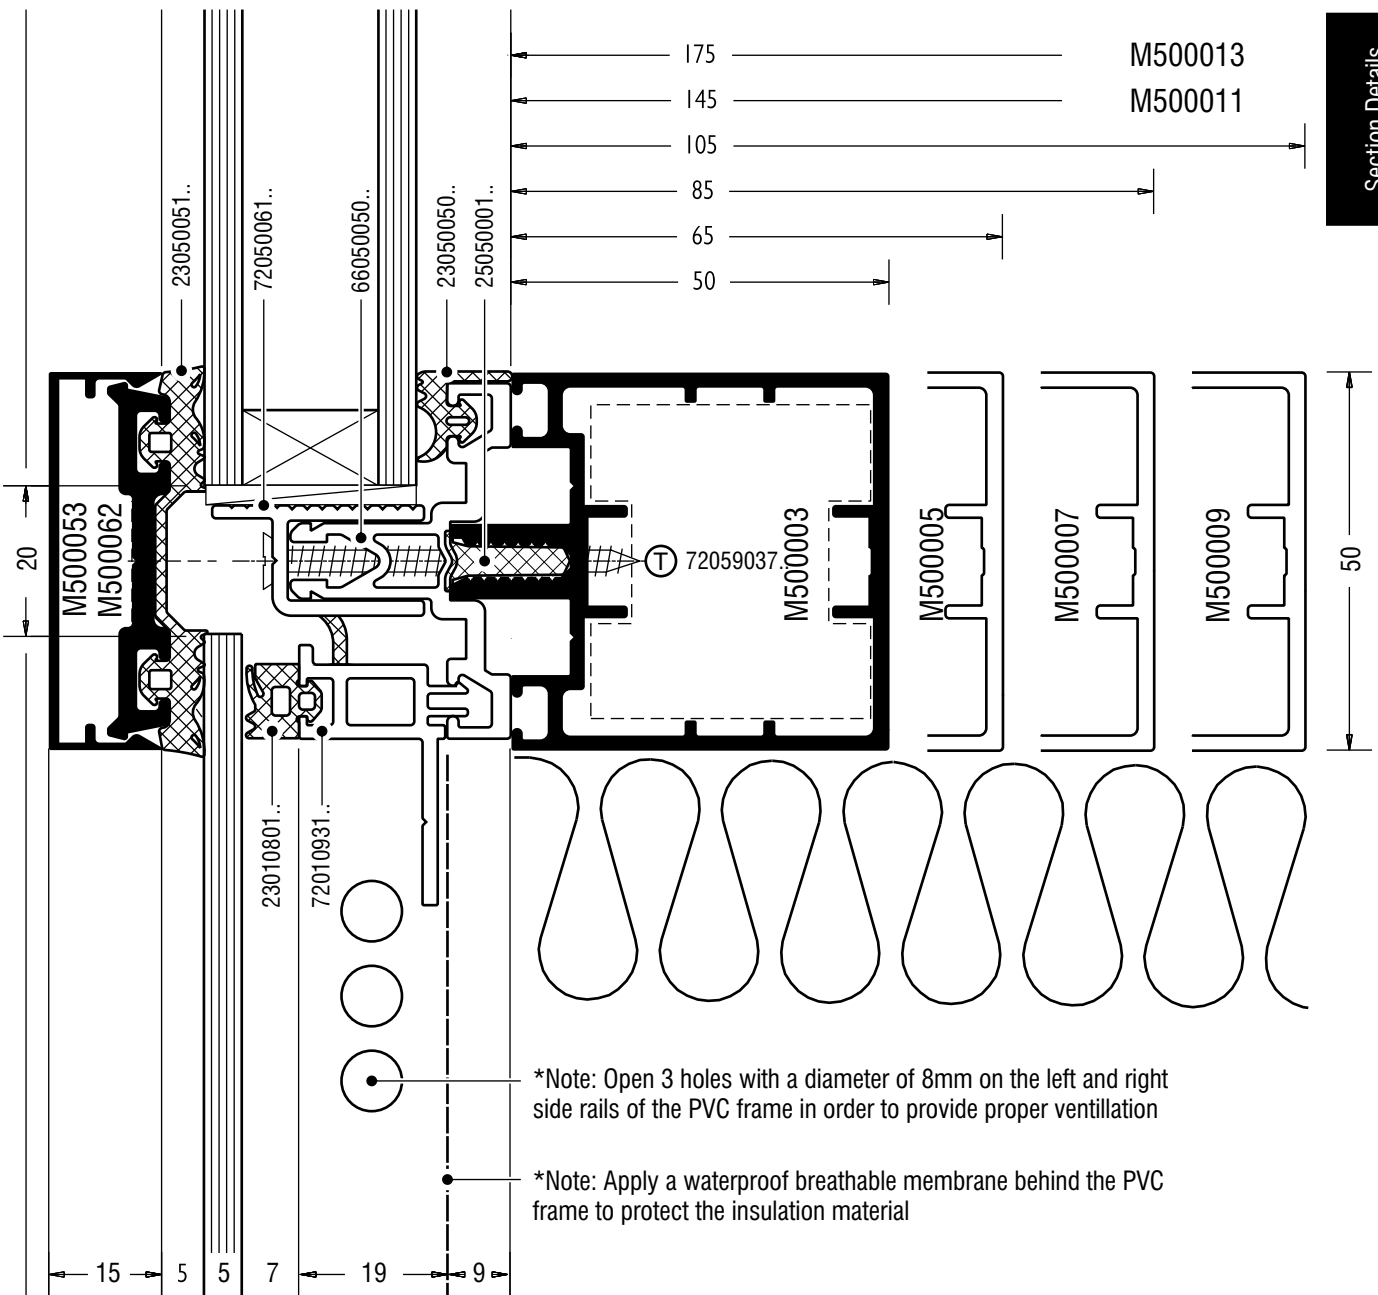 175
M500013
145
M500011
105
85
65
50
Section Details
23050051..
72050061..
66050050..
23050050..
25050001..
20
M500053
M500062
T
72059037..
M500003
M500005
M500007
M500009
50
23010801..
72010931..
*Note: Open 3 holes with a diameter of 8mm on the left and right
side rails of the PVC frame in order to provide proper ventillation
*Note: Apply a waterproof breathable membrane behind the PVC
frame to protect the insulation material
15
5
5
7
19
9